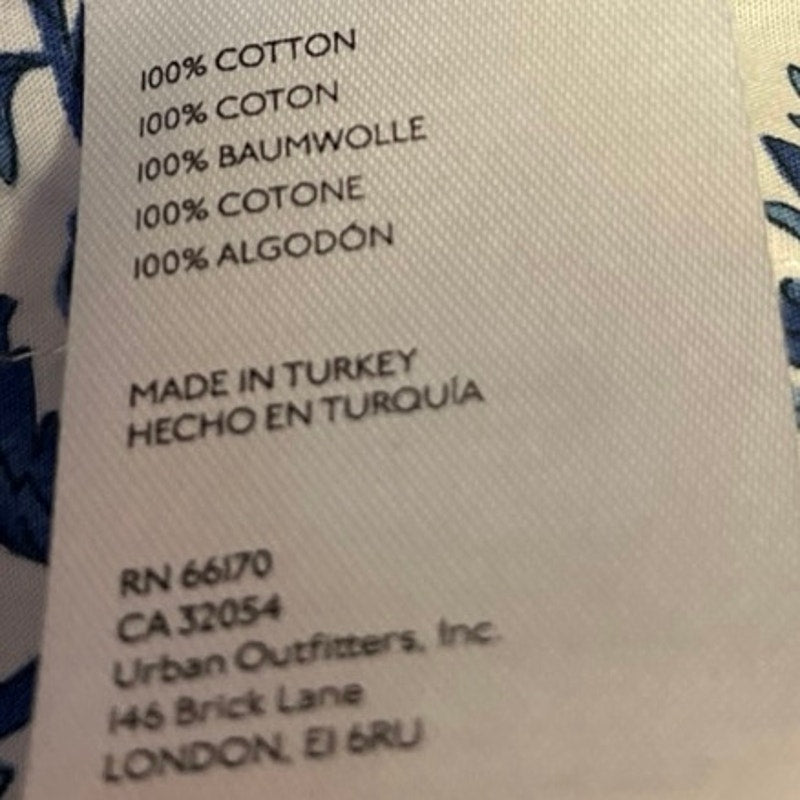 100% COTTON
100% COTON
100% BAUMWOLLE
100% COTONE
100% ALGODÓN
MADE IN TURKEY
HECHO EN TURQUÍA
RN 66170
CA 32054
Urban Outfitters, Inc.
146 Brick Lane
LONDON, E1 6RU